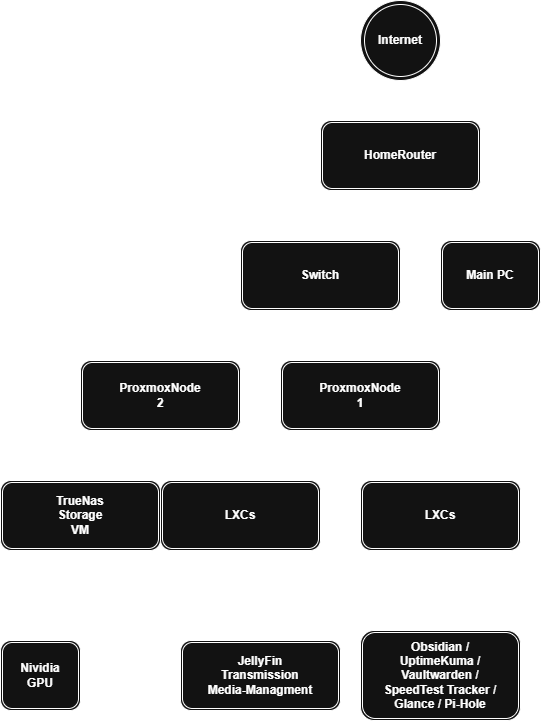 Internet
HomeRouter
Switch
Main PC
ProxmoxNode
2
ProxmoxNode
1
TrueNas
Storage
VM
LXCs
LXCs
Nividia
GPU
JellyFin
Transmission
Media-Managment
Obsidian /
UptimeKuma /
Vaultwarden /
SpeedTest Tracker /
Glance / Pi-Hole